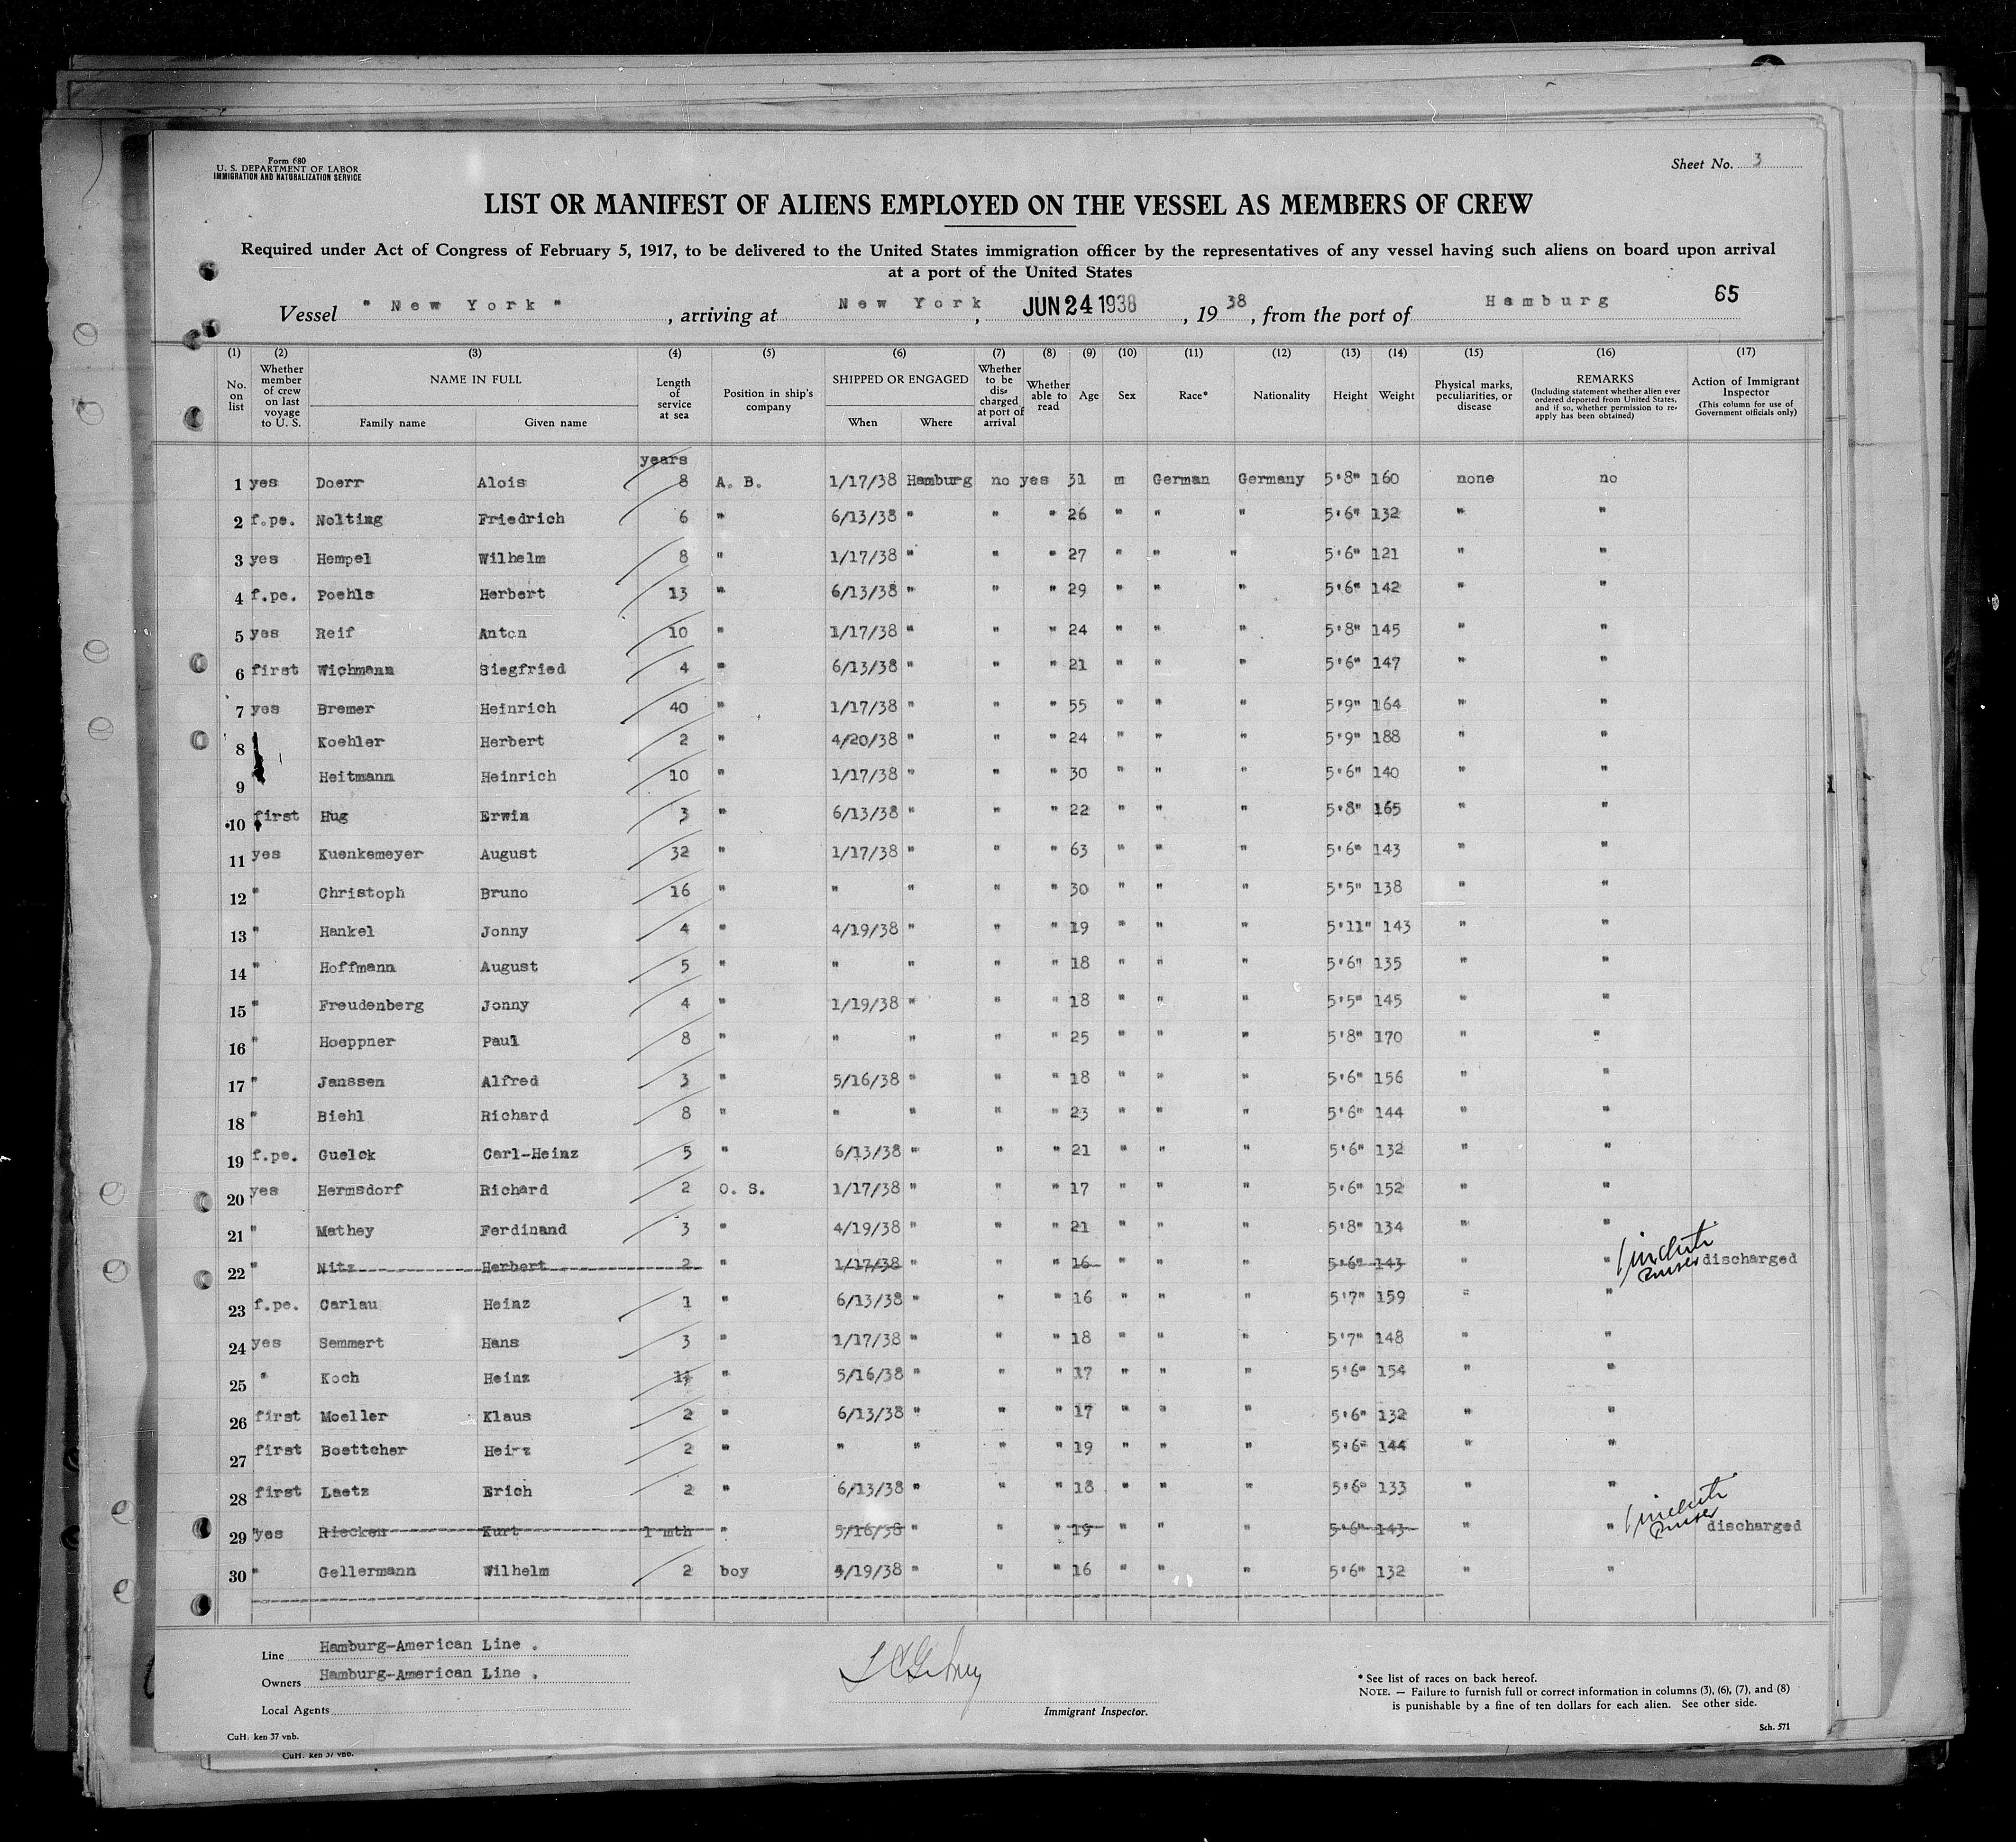 Form 680
U. S. DEPARTMENT OF LABOR
IMMIGRATION AND NATURALIZATION SERVICE
Sheet No. 3
LIST OR MANIFEST OF ALIENS EMPLOYED ON THE VESSEL AS MEMBERS OF CREW
Required under Act of Congress of February 5, 1917, to be delivered to the United States immigration officer by the representatives of any vessel having such aliens on board upon arrival
at a port of the United States
Vessel "New York", arriving at New York, JUN 24 1938, 1938, from the port of Hamburg 65
(1) (2) (3) (4) (5) (6) (7) (8) (9) (10) (11) (12) (13) (14) (15) (16) (17)
No. on list Whether member of crew on last voyage to U. S. NAME IN FULL Family name Given name Length of service at sea Position in ship's company SHIPPED OR ENGAGED When Where Whether to be discharged at port of arrival Whether able to read Age Sex Race* Nationality Height Weight Physical marks, peculiarities, or disease REMARKS (Including statement whether alien ever ordered deported from United States, and if so, whether permission to reapply has been obtained) Action of Immigrant Inspector (This column for use of Government officials only)
years
1 yes Doerr Alois 8 A. B. 1/17/38 Hamburg no yes 31 m German Germany 5'8" 160 none no
2 f.pe. Nolting Friedrich 6 " 6/13/38 " " " 26 " " " 5'6" 132 " "
3 yes Hempel Wilhelm 8 " 1/17/38 " " " 27 " " " 5'6" 121 " "
4 f.pe. Poehls Herbert 13 " 6/13/38 " " " 29 " " " 5'6" 142 " "
5 yes Reif Anton 10 " 1/17/38 " " " 24 " " " 5'8" 145 " "
6 first Wichmann Siegfried 4 " 6/13/38 " " " 21 " " " 5'6" 147 " "
7 yes Bremer Heinrich 40 " 1/17/38 " " " 55 " " " 5'9" 164 " "
8 Koehler Herbert 2 " 4/20/38 " " " 24 " " " 5'9" 188 " "
9 Heitmann Heinrich 10 " 1/17/38 " " " 30 " " " 5'6" 140 " "
10 first Hug Erwin 3 " 6/13/38 " " " 22 " " " 5'8" 165 " "
11 yes Kuenkemeyer August 32 " 1/17/38 " " " 63 " " " 5'6" 143 " "
12 " Christoph Bruno 16 " " " " " 30 " " " 5'5" 138 " "
13 " Hankel Jonny 4 " 4/19/38 " " " 19 " " " 5'11" 143 " "
14 " Hoffmann August 5 " " " " " 18 " " " 5'6" 135 " "
15 " Freudenberg Jonny 4 " 1/19/38 " " " 18 " " " 5'5" 145 " "
16 " Hoeppner Paul 8 " " " " " 25 " " " 5'8" 170 " "
17 " Janssen Alfred 3 " 5/16/38 " " " 18 " " " 5'6" 156 " "
18 " Biehl Richard 8 " " " " " 23 " " " 5'6" 144 " "
19 f.pe. Guelck Carl-Heinz 5 " 6/13/38 " " " 21 " " " 5'6" 132 " "
20 yes Hermsdorf Richard 2 O. S. 1/17/38 " " " 17 " " " 5'6" 152 " "
21 " Mathey Ferdinand 3 " 4/19/38 " " " 21 " " " 5'8" 134 " "
22 " Nitz Herbert 2 " 1/17/38 " " " 16 " " " 5'6" 143 " " discharged
23 f.pe. Carlau Heinz 1 " 6/13/38 " " " 16 " " " 5'7" 159 " "
24 yes Semmert Hans 3 " 1/17/38 " " " 18 " " " 5'7" 148 " "
25 " Koch Heinz " 5/16/38 " " " 17 " " " 5'6" 154 " "
26 first Moeller Klaus 2 " 6/13/38 " " " 17 " " " 5'6" 132 " "
27 first Boettcher Heinz 2 " " " " " 19 " " " 5'6" 144 " "
28 first Laetz Erich 2 " 6/13/38 " " " 18 " " " 5'6" 133 " "
29 yes Riecken Kurt 1 mth " 5/16/38 " " " 19 " " " 5'6" 143 " " discharged
30 " Gellermann Wilhelm 2 boy 4/19/38 " " " 16 " " " 5'6" 132 " "
Line Hamburg-American Line .
Owners Hamburg-American Line .
Local Agents
Immigrant Inspector.
* See list of races on back hereof.
NOTE. — Failure to furnish full or correct information in columns (3), (6), (7), and (8)
is punishable by a fine of ten dollars for each alien. See other side.
CuH. ken 37 vnb.
Sch. 571
CuH. ken 37 vnb.